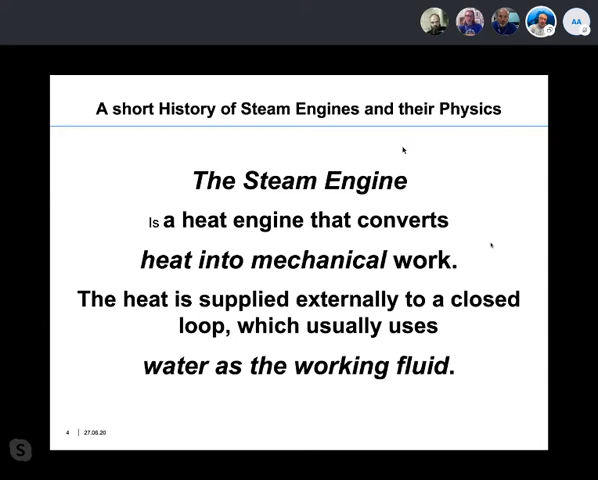 AA
A short History of Steam Engines and their Physics
The Steam Engine
Is a heat engine that converts
heat into mechanical work.
The heat is supplied externally to a closed
loop, which usually uses
water as the working fluid.
4 | 27.06.20
S